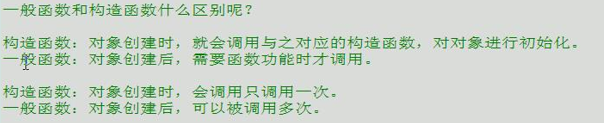 一般函数和构造函数什么区别呢？
构造函数：对象创建时，就会调用与之对应的构造函数，对对象进行初始化。
一般函数：对象创建后，需要函数功能时才调用。
构造函数：对象创建时，会调用只调用一次。
一般函数：对象创建后，可以被调用多次。